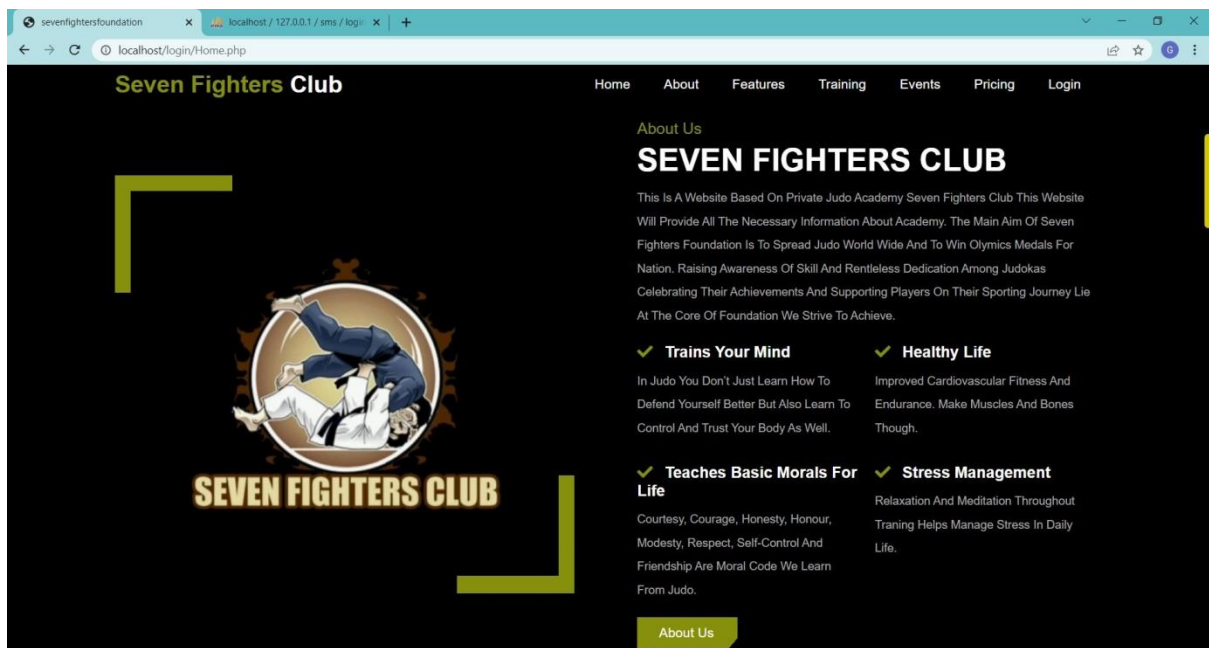 sevenfightersfoundation
localhost / 127.0.0.1 / sms / login
localhost/login/Home.php
G
Seven Fighters Club
Home About Features Training Events Pricing Login
About Us
SEVEN FIGHTERS CLUB
This Is A Website Based On Private Judo Academy Seven Fighters Club This Website
Will Provide All The Necessary Information About Academy. The Main Aim Of Seven
Fighters Foundation Is To Spread Judo World Wide And To Win Olymics Medals For
Nation. Raising Awareness Of Skill And Rentleless Dedication Among Judokas
Celebrating Their Achievements And Supporting Players On Their Sporting Journey Lie
At The Core Of Foundation We Strive To Achieve.
Trains Your Mind
In Judo You Don't Just Learn How To
Defend Yourself Better But Also Learn To
Control And Trust Your Body As Well.
Healthy Life
Improved Cardiovascular Fitness And
Endurance. Make Muscles And Bones
Though.
Teaches Basic Morals For
Life
Courtesy, Courage, Honesty, Honour,
Modesty, Respect, Self-Control And
Friendship Are Moral Code We Learn
From Judo.
Stress Management
Relaxation And Meditation Throughout
Traning Helps Manage Stress In Daily
Life.
About Us
SEVEN FIGHTERS CLUB